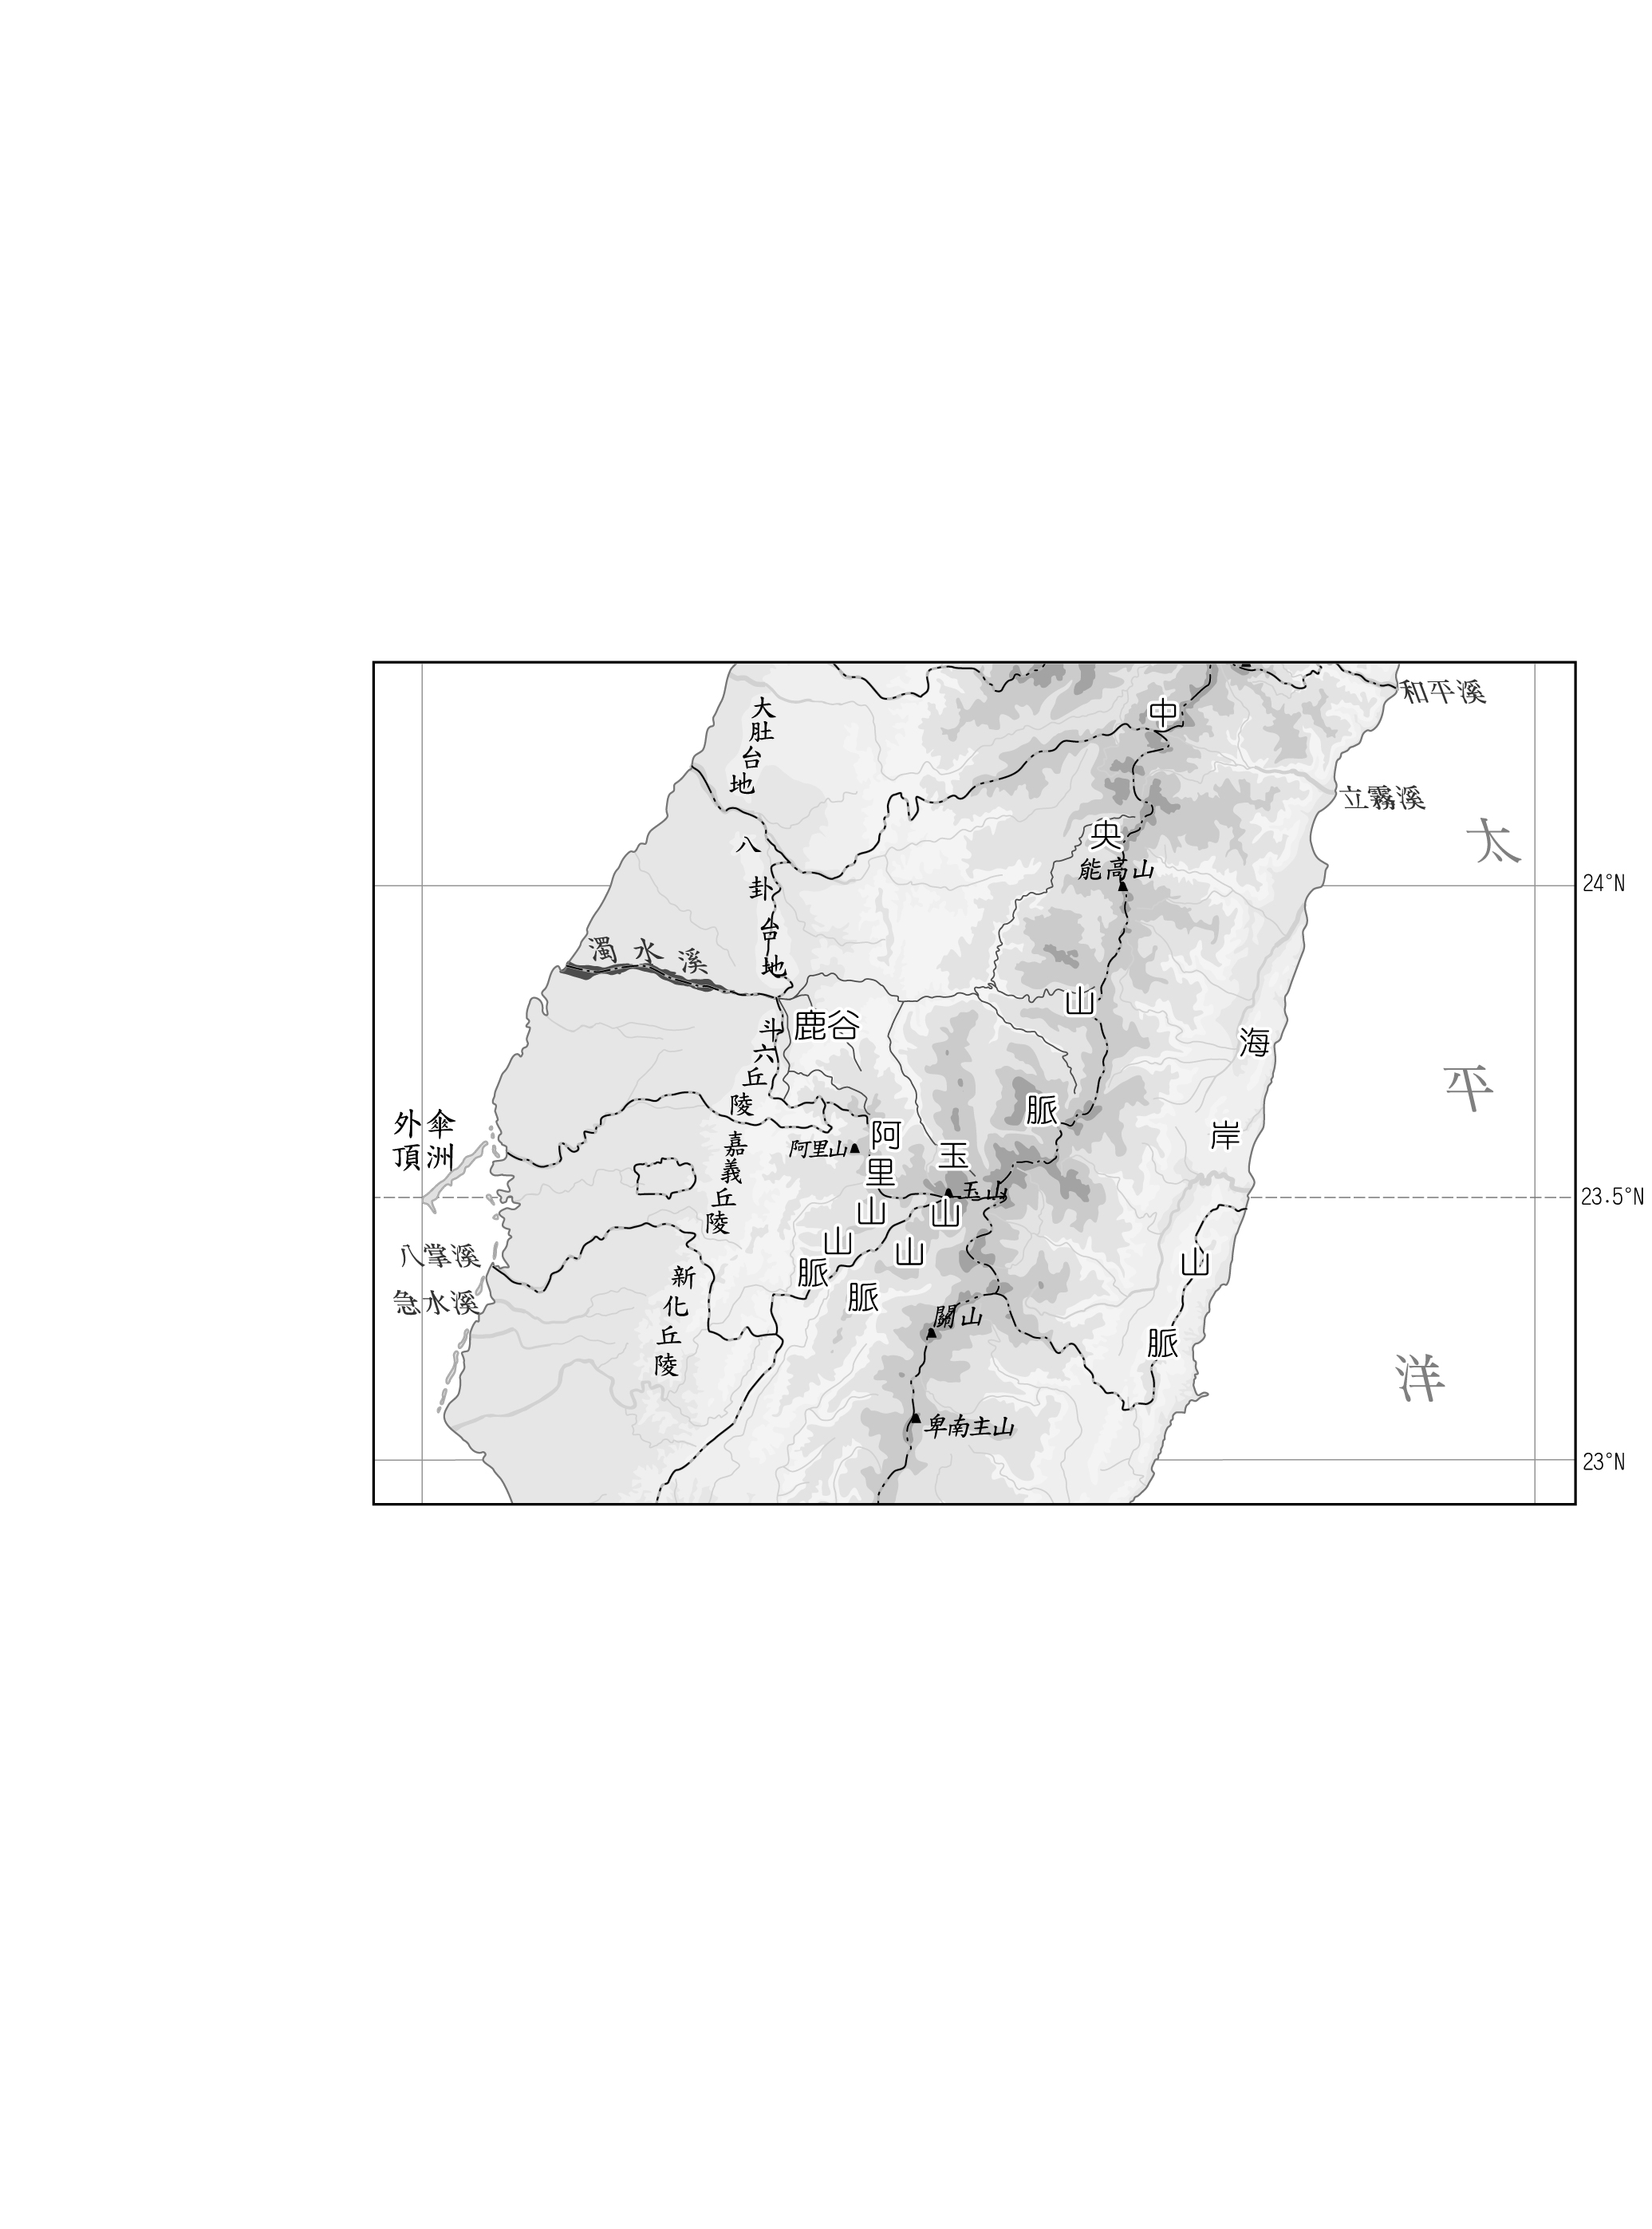 和平溪
大肚台地
中
立霧溪
太平洋
央
能高山
八卦台地
24°N
濁水溪
山
鹿谷
斗六丘陵
海岸山脈
脈
外傘頂洲
嘉義丘陵
阿里山
阿里山山脈
玉山山脈
玉山
23.5°N
八掌溪
急水溪
新化丘陵
關山
卑南主山
23°N